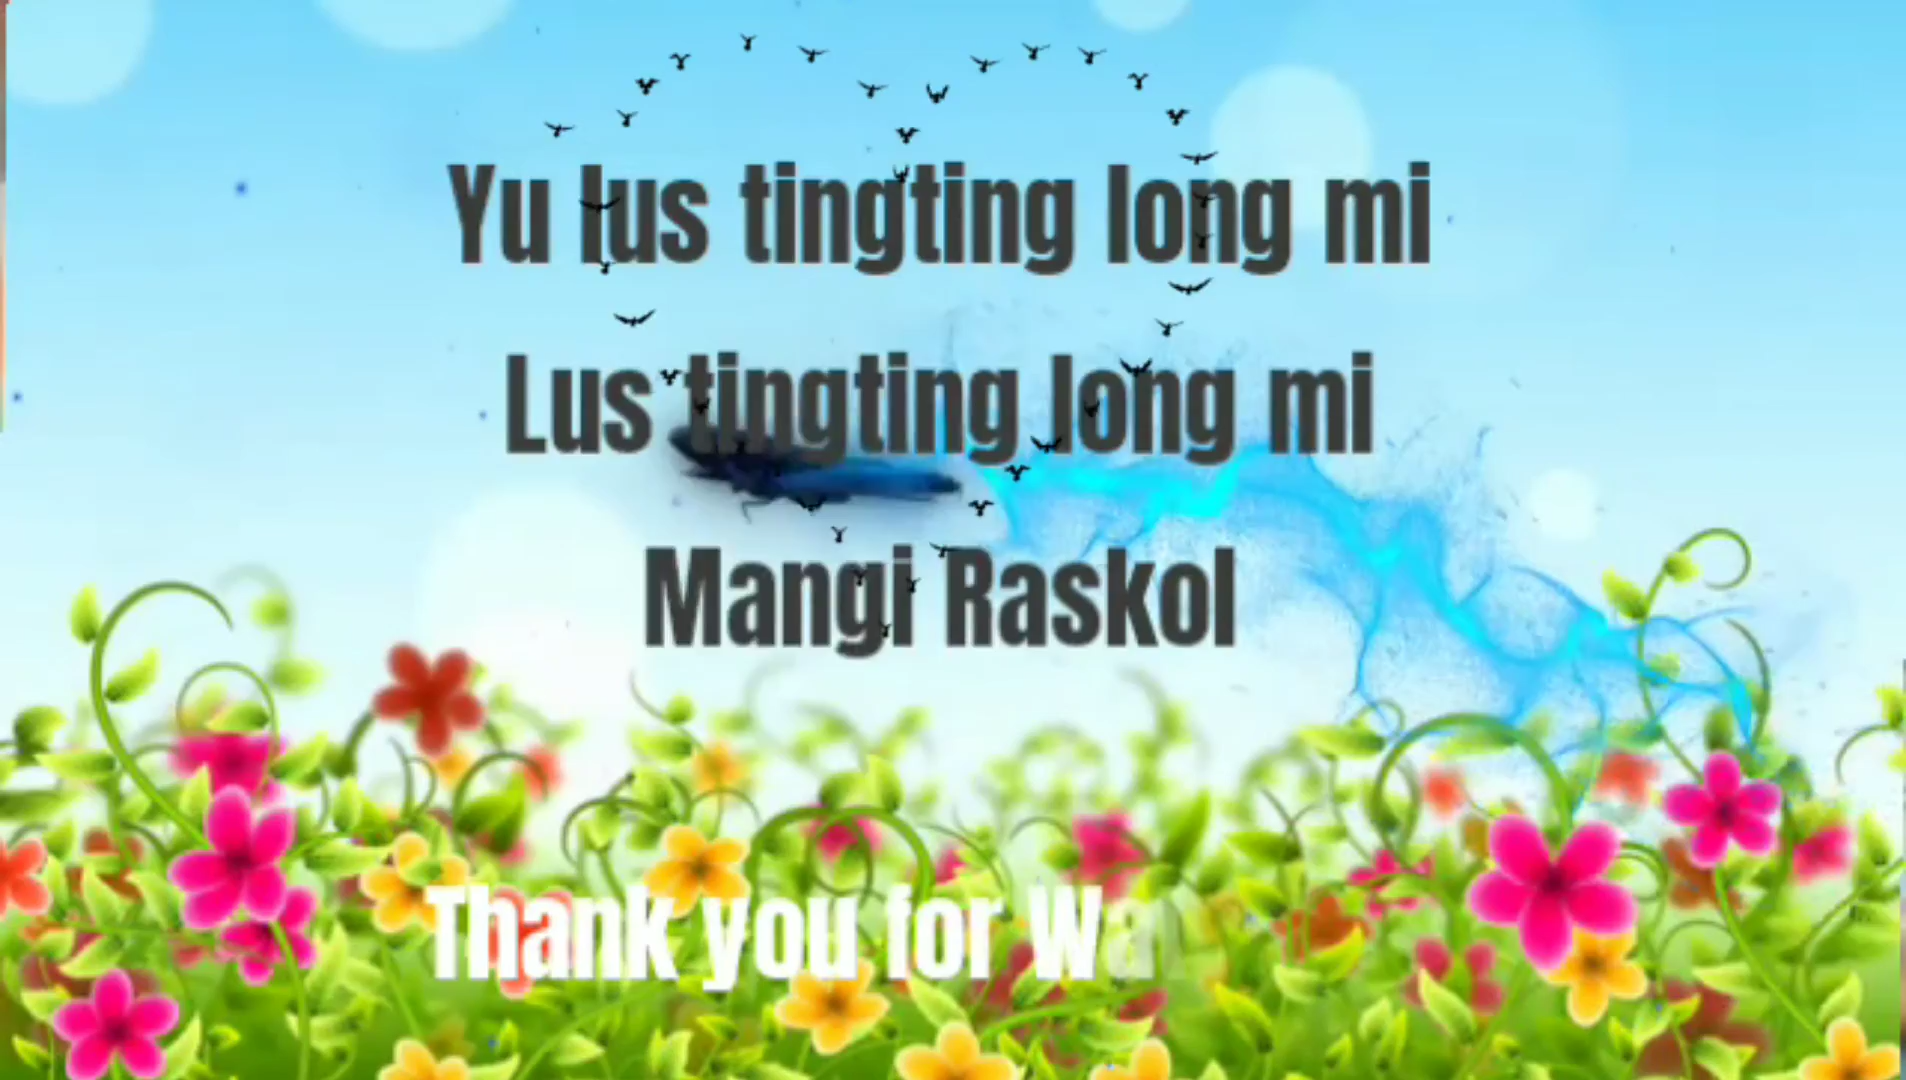 Yu lus tingting long mi
Lus tingting long mi
Mangi Raskol
Thank you for